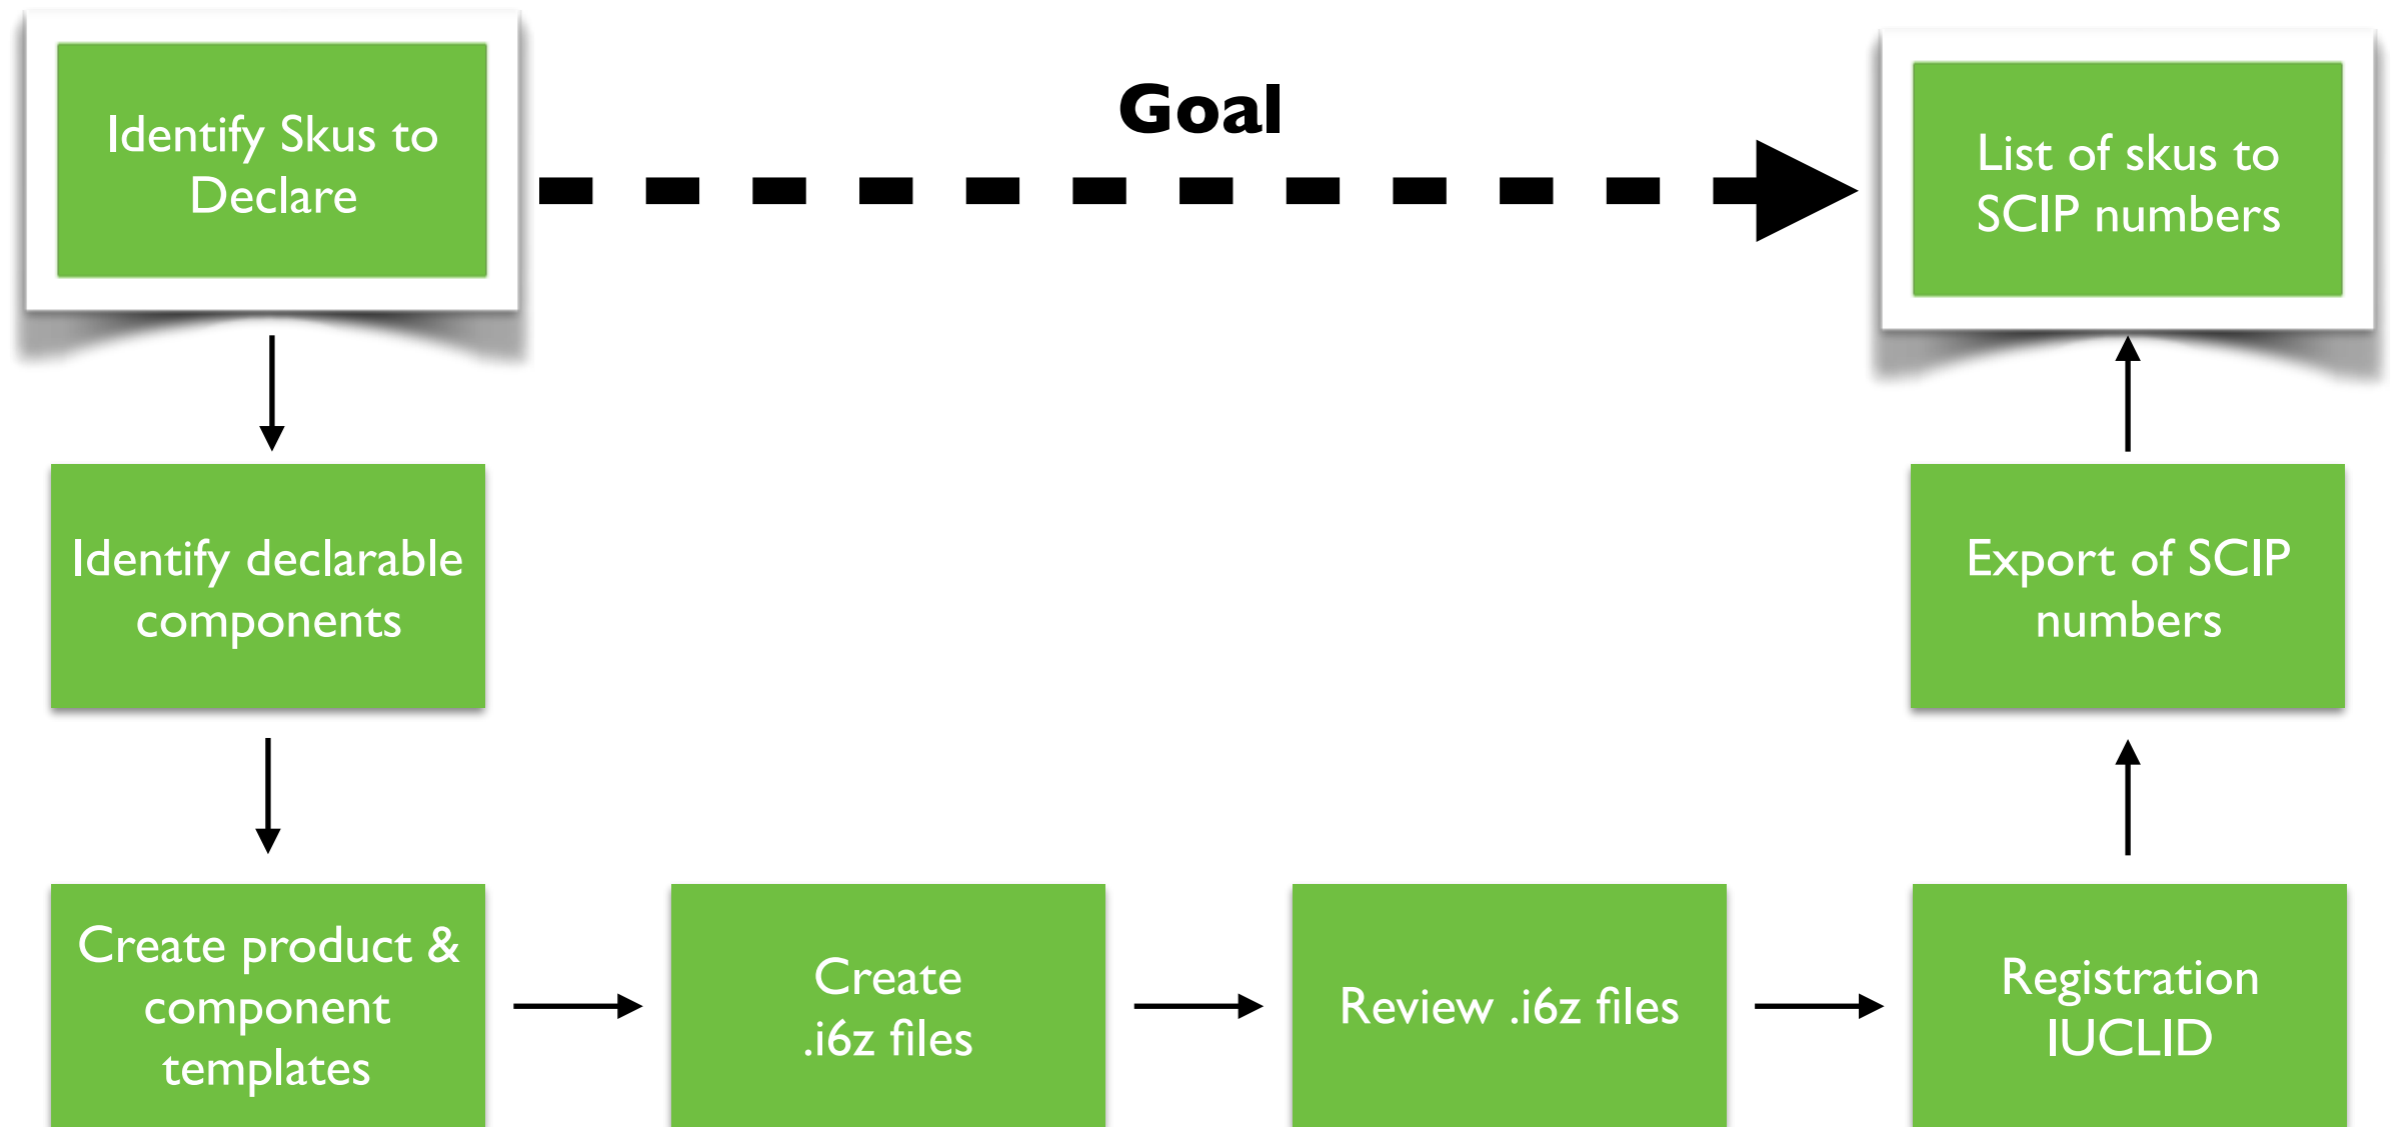 Identify Skus to
Declare
Goal
List of skus to
SCIP numbers
Identify declarable
components
Export of SCIP
numbers
Create product &
component
templates
Create
.i6z files
Review .i6z files
Registration
IUCLID